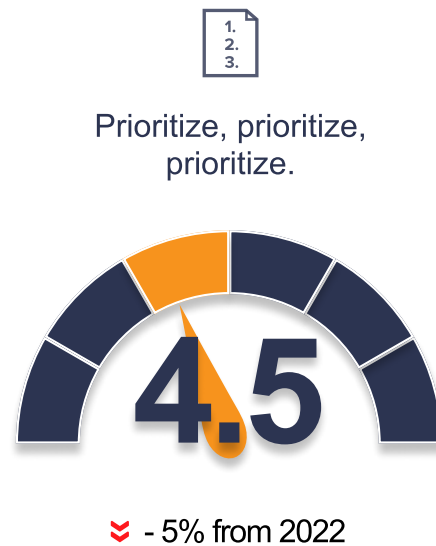 1.
2.
3.
Prioritize, prioritize,
prioritize.
4.5
- 5% from 2022